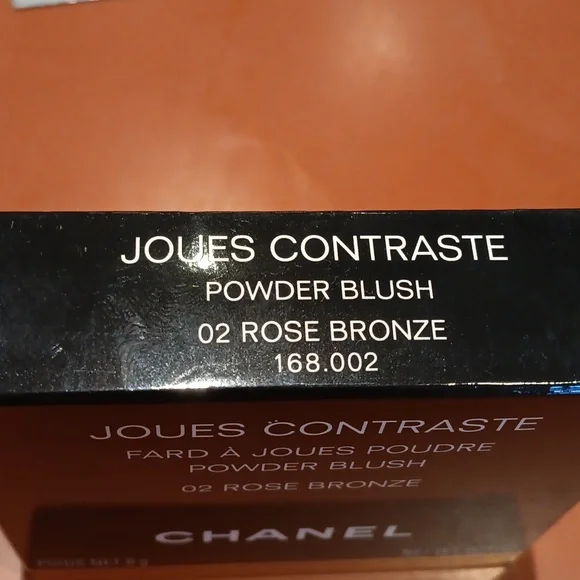 JOUES CONTRASTE
POWDER BLUSH
02 ROSE BRONZE
168.002
JOUES CONTRASTE
FARD À JOUES POUDRE
POWDER BLUSH
02 ROSE BRONZE
CHANEL